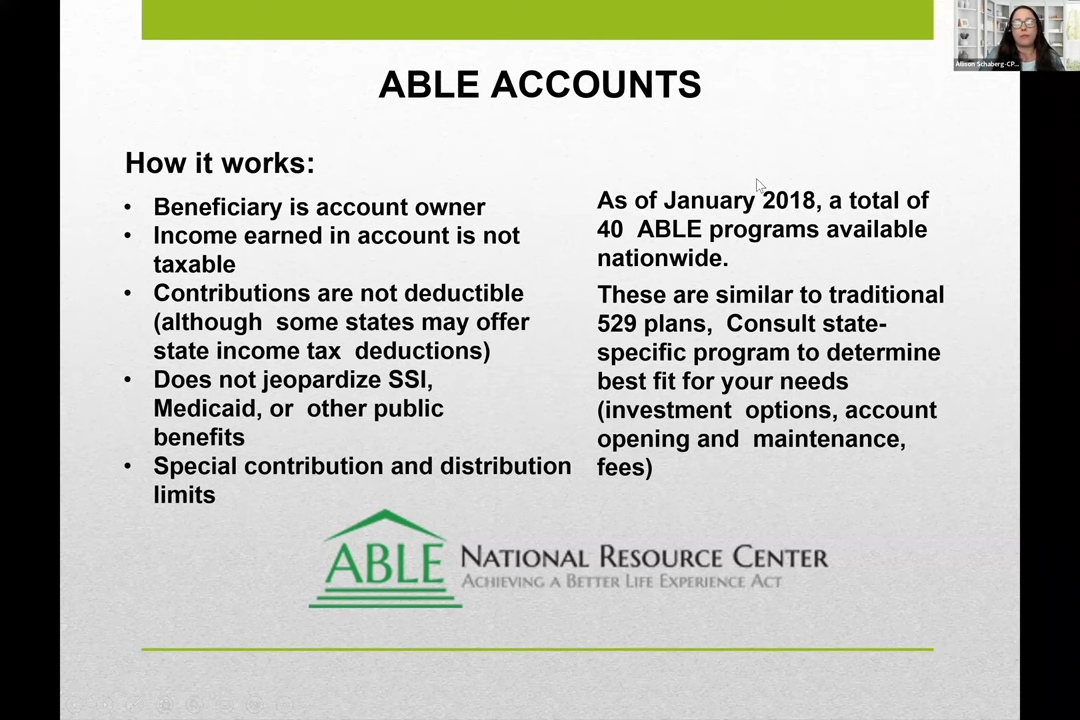 Allison Schaberg-CP...
ABLE ACCOUNTS
How it works:
• Beneficiary is account owner
• Income earned in account is not
taxable
• Contributions are not deductible
(although some states may offer
state income tax deductions)
• Does not jeopardize SSI,
Medicaid, or other public
benefits
• Special contribution and distribution
limits
As of January 2018, a total of
40 ABLE programs available
nationwide.
These are similar to traditional
529 plans, Consult state-
specific program to determine
best fit for your needs
(investment options, account
opening and maintenance,
fees)
ABLE
NATIONAL RESOURCE CENTER
ACHIEVING A BETTER LIFE EXPERIENCE ACT